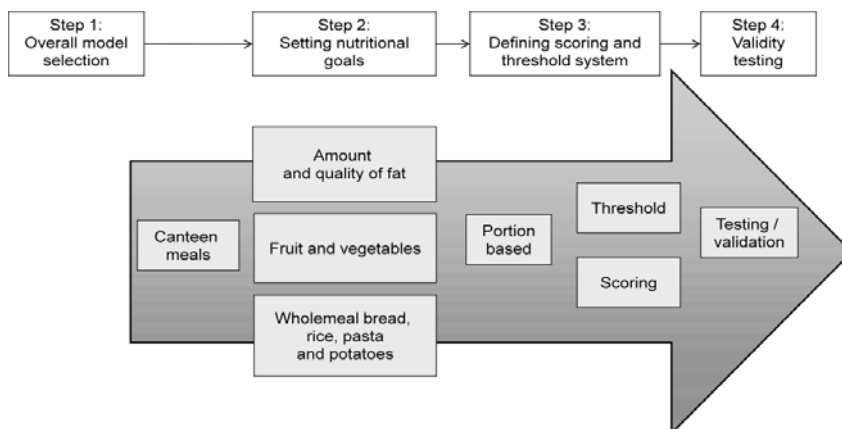 Step 1:
Overall model
selection
Step 2:
Setting nutritional
goals
Step 3:
Defining scoring and
threshold system
Step 4:
Validity
testing
Canteen
meals
Amount
and quality of fat
Fruit and vegetables
Wholemeal bread,
rice, pasta
and potatoes
Portion
based
Threshold
Scoring
Testing /
validation